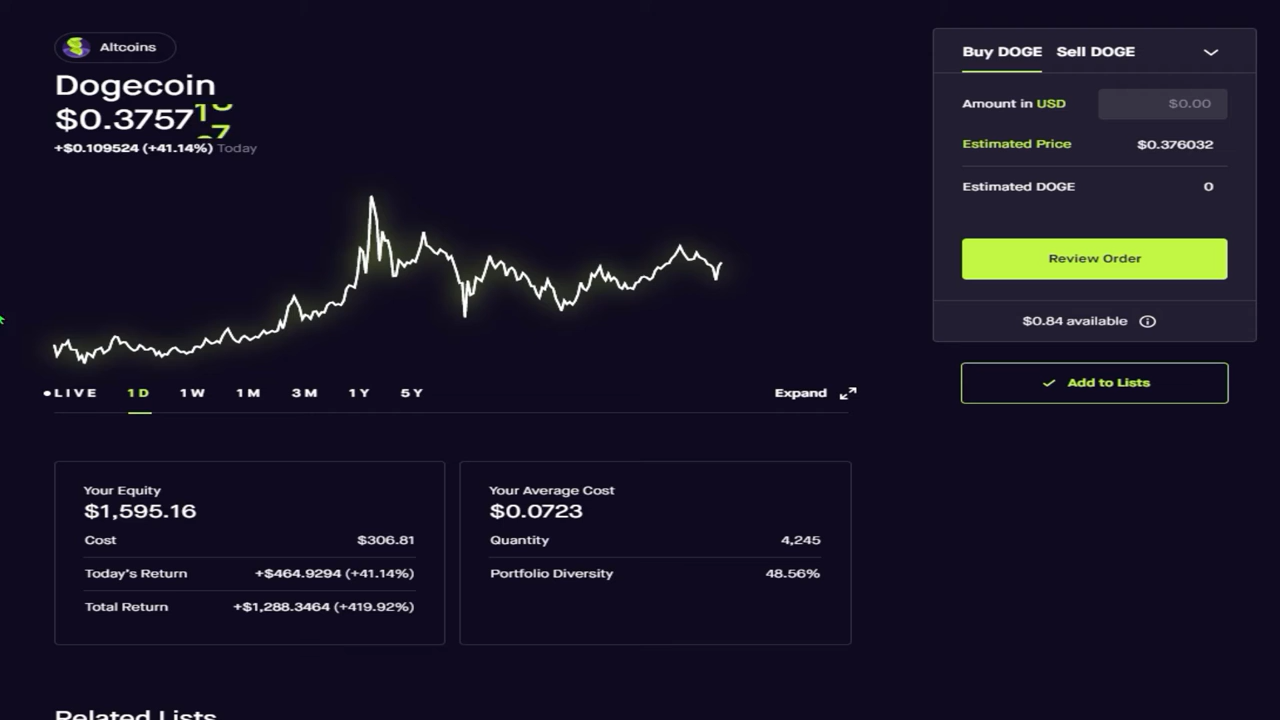 Altcoins
Dogecoin
$0.3757
+$0.109524 (+41.14%) Today
LIVE 1D 1W 1M 3M 1Y 5Y Expand
Your Equity
$1,595.16
Cost $306.81
Today's Return +$464.9294 (+41.14%)
Total Return +$1,288.3464 (+419.92%)
Your Average Cost
$0.0723
Quantity 4,245
Portfolio Diversity 48.56%
Buy DOGE Sell DOGE
Amount in USD $0.00
Estimated Price $0.376032
Estimated DOGE 0
Review Order
$0.84 available
Add to Lists
Related Lists